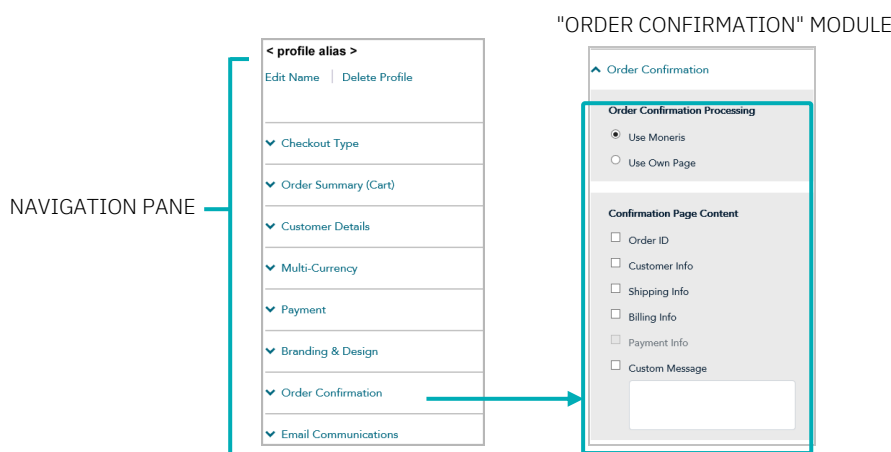 "ORDER CONFIRMATION" MODULE
< profile alias >
Edit Name | Delete Profile
Checkout Type
Order Summary (Cart)
Customer Details
Multi-Currency
Payment
Branding & Design
Order Confirmation
Email Communications
NAVIGATION PANE
Order Confirmation
Order Confirmation Processing
Use Moneris
Use Own Page
Confirmation Page Content
Order ID
Customer Info
Shipping Info
Billing Info
Payment Info
Custom Message